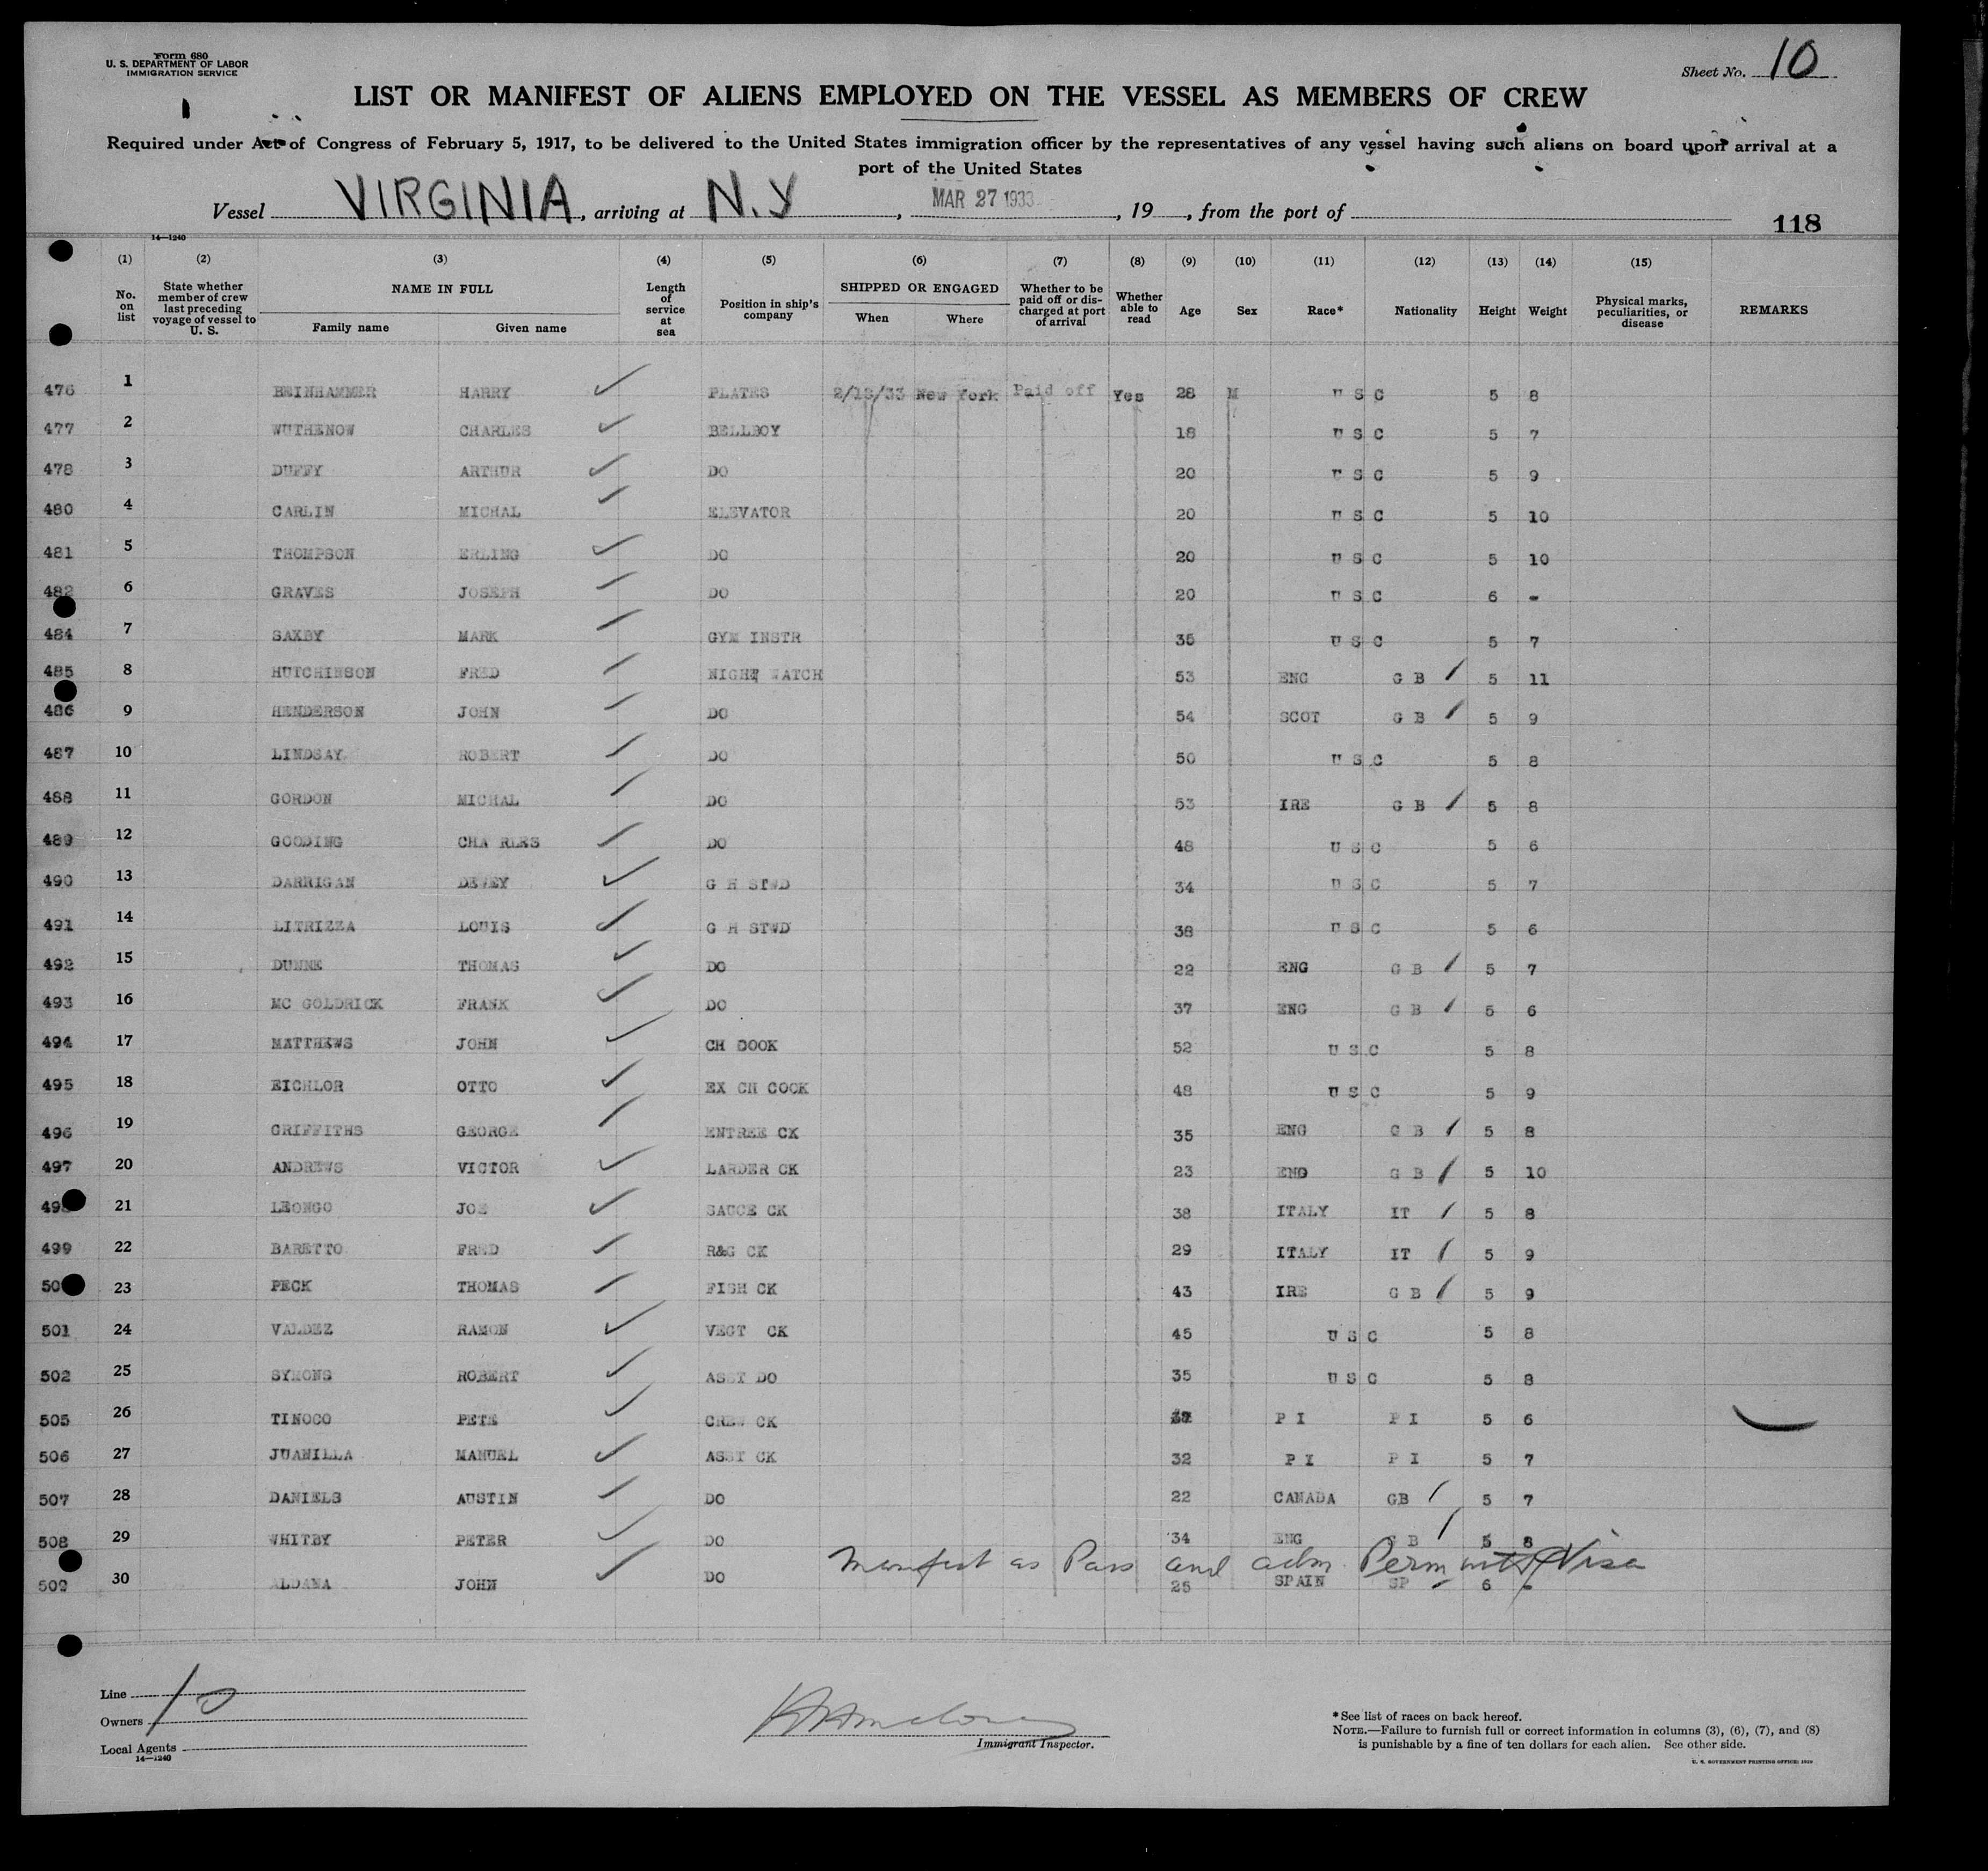 Form 680
U. S. DEPARTMENT OF LABOR
IMMIGRATION SERVICE
Sheet No. 10
LIST OR MANIFEST OF ALIENS EMPLOYED ON THE VESSEL AS MEMBERS OF CREW
Required under Act of Congress of February 5, 1917, to be delivered to the United States immigration officer by the representatives of any vessel having such aliens on board upon arrival at a
port of the United States
Vessel VIRGINIA, arriving at N.Y, MAR 27 1933, 19, from the port of
118
14—1240
(1) (2) (3) (4) (5) (6) (7) (8) (9) (10) (11) (12) (13) (14) (15)
No. on list State whether member of crew last preceding voyage of vessel to U. S. NAME IN FULL Family name Given name Length of service at sea Position in ship's company SHIPPED OR ENGAGED When Where Whether to be paid off or discharged at port of arrival Whether able to read Age Sex Race* Nationality Height Weight Physical marks, peculiarities, or disease REMARKS
476 1 BEINHAMMER HARRY PLATES 2/18/33 New York Paid off Yes 28 M U S C 5 8
477 2 WUTHENOW CHARLES BELLBOY 18 U S C 5 7
478 3 DUFFY ARTHUR DO 20 U S C 5 9
480 4 CARLIN MICHAL ELEVATOR 20 U S C 5 10
481 5 THOMPSON ERLING DO 20 U S C 5 10
482 6 GRAVES JOSEPH DO 20 U S C 6 -
484 7 SAXBY MARK GYM INSTR 35 U S C 5 7
485 8 HUTCHINSON FRED NIGHT WATCH 53 ENG G B 5 11
486 9 HENDERSON JOHN DO 54 SCOT G B 5 9
487 10 LINDSAY ROBERT DO 50 U S C 5 8
488 11 GORDON MICHAL DO 53 IRE G B 5 8
489 12 GOODING CHA RLES DO 48 U S C 5 6
490 13 DARRIGAN DEWEY G H STWD 34 U S C 5 7
491 14 LITRIZZA LOUIS G H STWD 38 U S C 5 6
492 15 DUNNE THOMAS DO 22 ENG G B 5 7
493 16 MC GOLDRICK FRANK DO 37 ENG G B 5 6
494 17 MATTHEWS JOHN CH COOK 52 U S C 5 8
495 18 EICHLOR OTTO EX CH COOK 48 U S C 5 9
496 19 GRIFFITHS GEORGE ENTREE CK 35 ENG G B 5 8
497 20 ANDREWS VICTOR LARDER CK 23 ENG G B 5 10
21 LEONGO JOE SAUCE CK 38 ITALY IT 5 8
499 22 BARETTO FRED R&G CK 29 ITALY IT 5 9
23 PECK THOMAS FISH CK 43 IRE G B 5 9
501 24 VALDEZ RAMON VEGT CK 45 U S C 5 8
502 25 SYMONS ROBERT ASST DO 35 U S C 5 8
505 26 TINOCO PETE CREW CK P I P I 5 6
506 27 JUANILLA MANUEL ASST CK 32 P I P I 5 7
507 28 DANIELS AUSTIN DO 22 CANADA GB 5 7
508 29 WHITBY PETER DO 34 ENG G B 5 8
Manifest as Pass and adm. Perm Visa
509 30 ALDANA JOHN DO 25 SPAIN SP 6 -
Line
Owners
Local Agents
14—1240
Immigrant Inspector.
*See list of races on back hereof.
NOTE.—Failure to furnish full or correct information in columns (3), (6), (7), and (8)
is punishable by a fine of ten dollars for each alien. See other side.
U. S. GOVERNMENT PRINTING OFFICE: 1929